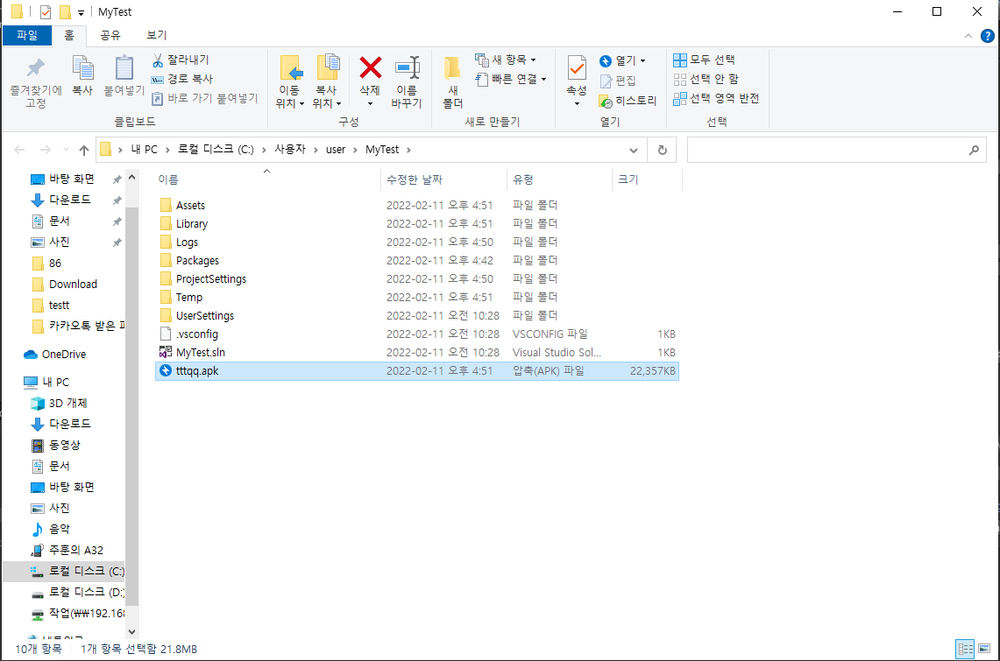 MyTest
파일 홈 공유 보기
즐겨찾기에 고정
복사
붙여넣기
잘라내기
경로 복사
바로 가기 붙여넣기
클립보드
이동 위치
복사 위치
삭제
이름 바꾸기
구성
새 폴더
새 항목
빠른 연결
새로 만들기
속성
열기
편집
히스토리
열기
모두 선택
선택 안 함
선택 영역 반전
선택
내 PC > 로컬 디스크 (C:) > 사용자 > user > MyTest >
바탕 화면
다운로드
문서
사진
86
Download
testt
카카오톡 받은 파
OneDrive
내 PC
3D 개체
다운로드
동영상
문서
바탕 화면
사진
음악
주훈의 A32
로컬 디스크 (C:)
로컬 디스크 (D:)
작업(₩₩192.168
이름 수정한 날짜 유형 크기
Assets 2022-02-11 오후 4:51 파일 폴더
Library 2022-02-11 오후 4:51 파일 폴더
Logs 2022-02-11 오후 4:50 파일 폴더
Packages 2022-02-11 오후 4:42 파일 폴더
ProjectSettings 2022-02-11 오후 4:50 파일 폴더
Temp 2022-02-11 오후 4:51 파일 폴더
UserSettings 2022-02-11 오전 10:28 파일 폴더
.vsconfig 2022-02-11 오전 10:28 VSCONFIG 파일 1KB
MyTest.sln 2022-02-11 오전 10:28 Visual Studio Sol... 1KB
tttqq.apk 2022-02-11 오후 4:51 압축(APK) 파일 22,357KB
10개 항목 1개 항목 선택함 21.8MB